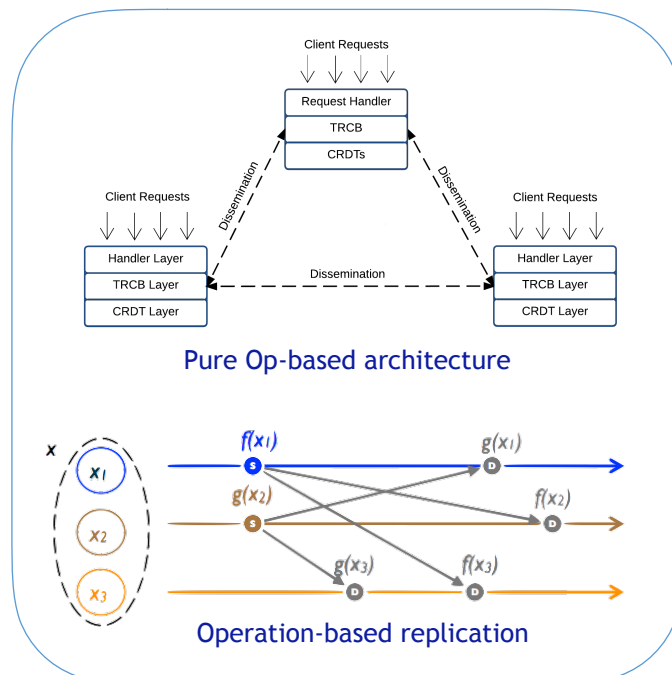 Client Requests
Request Handler
TRCB
CRDTs
Dissemination
Dissemination
Client Requests
Client Requests
Handler Layer
TRCB Layer
CRDT Layer
Dissemination
Handler Layer
TRCB Layer
CRDT Layer
Pure Op-based architecture
x
x1
x2
x3
f(x1)
S
g(x1)
D
g(x2)
S
f(x2)
D
g(x3)
D
f(x3)
D
Operation-based replication